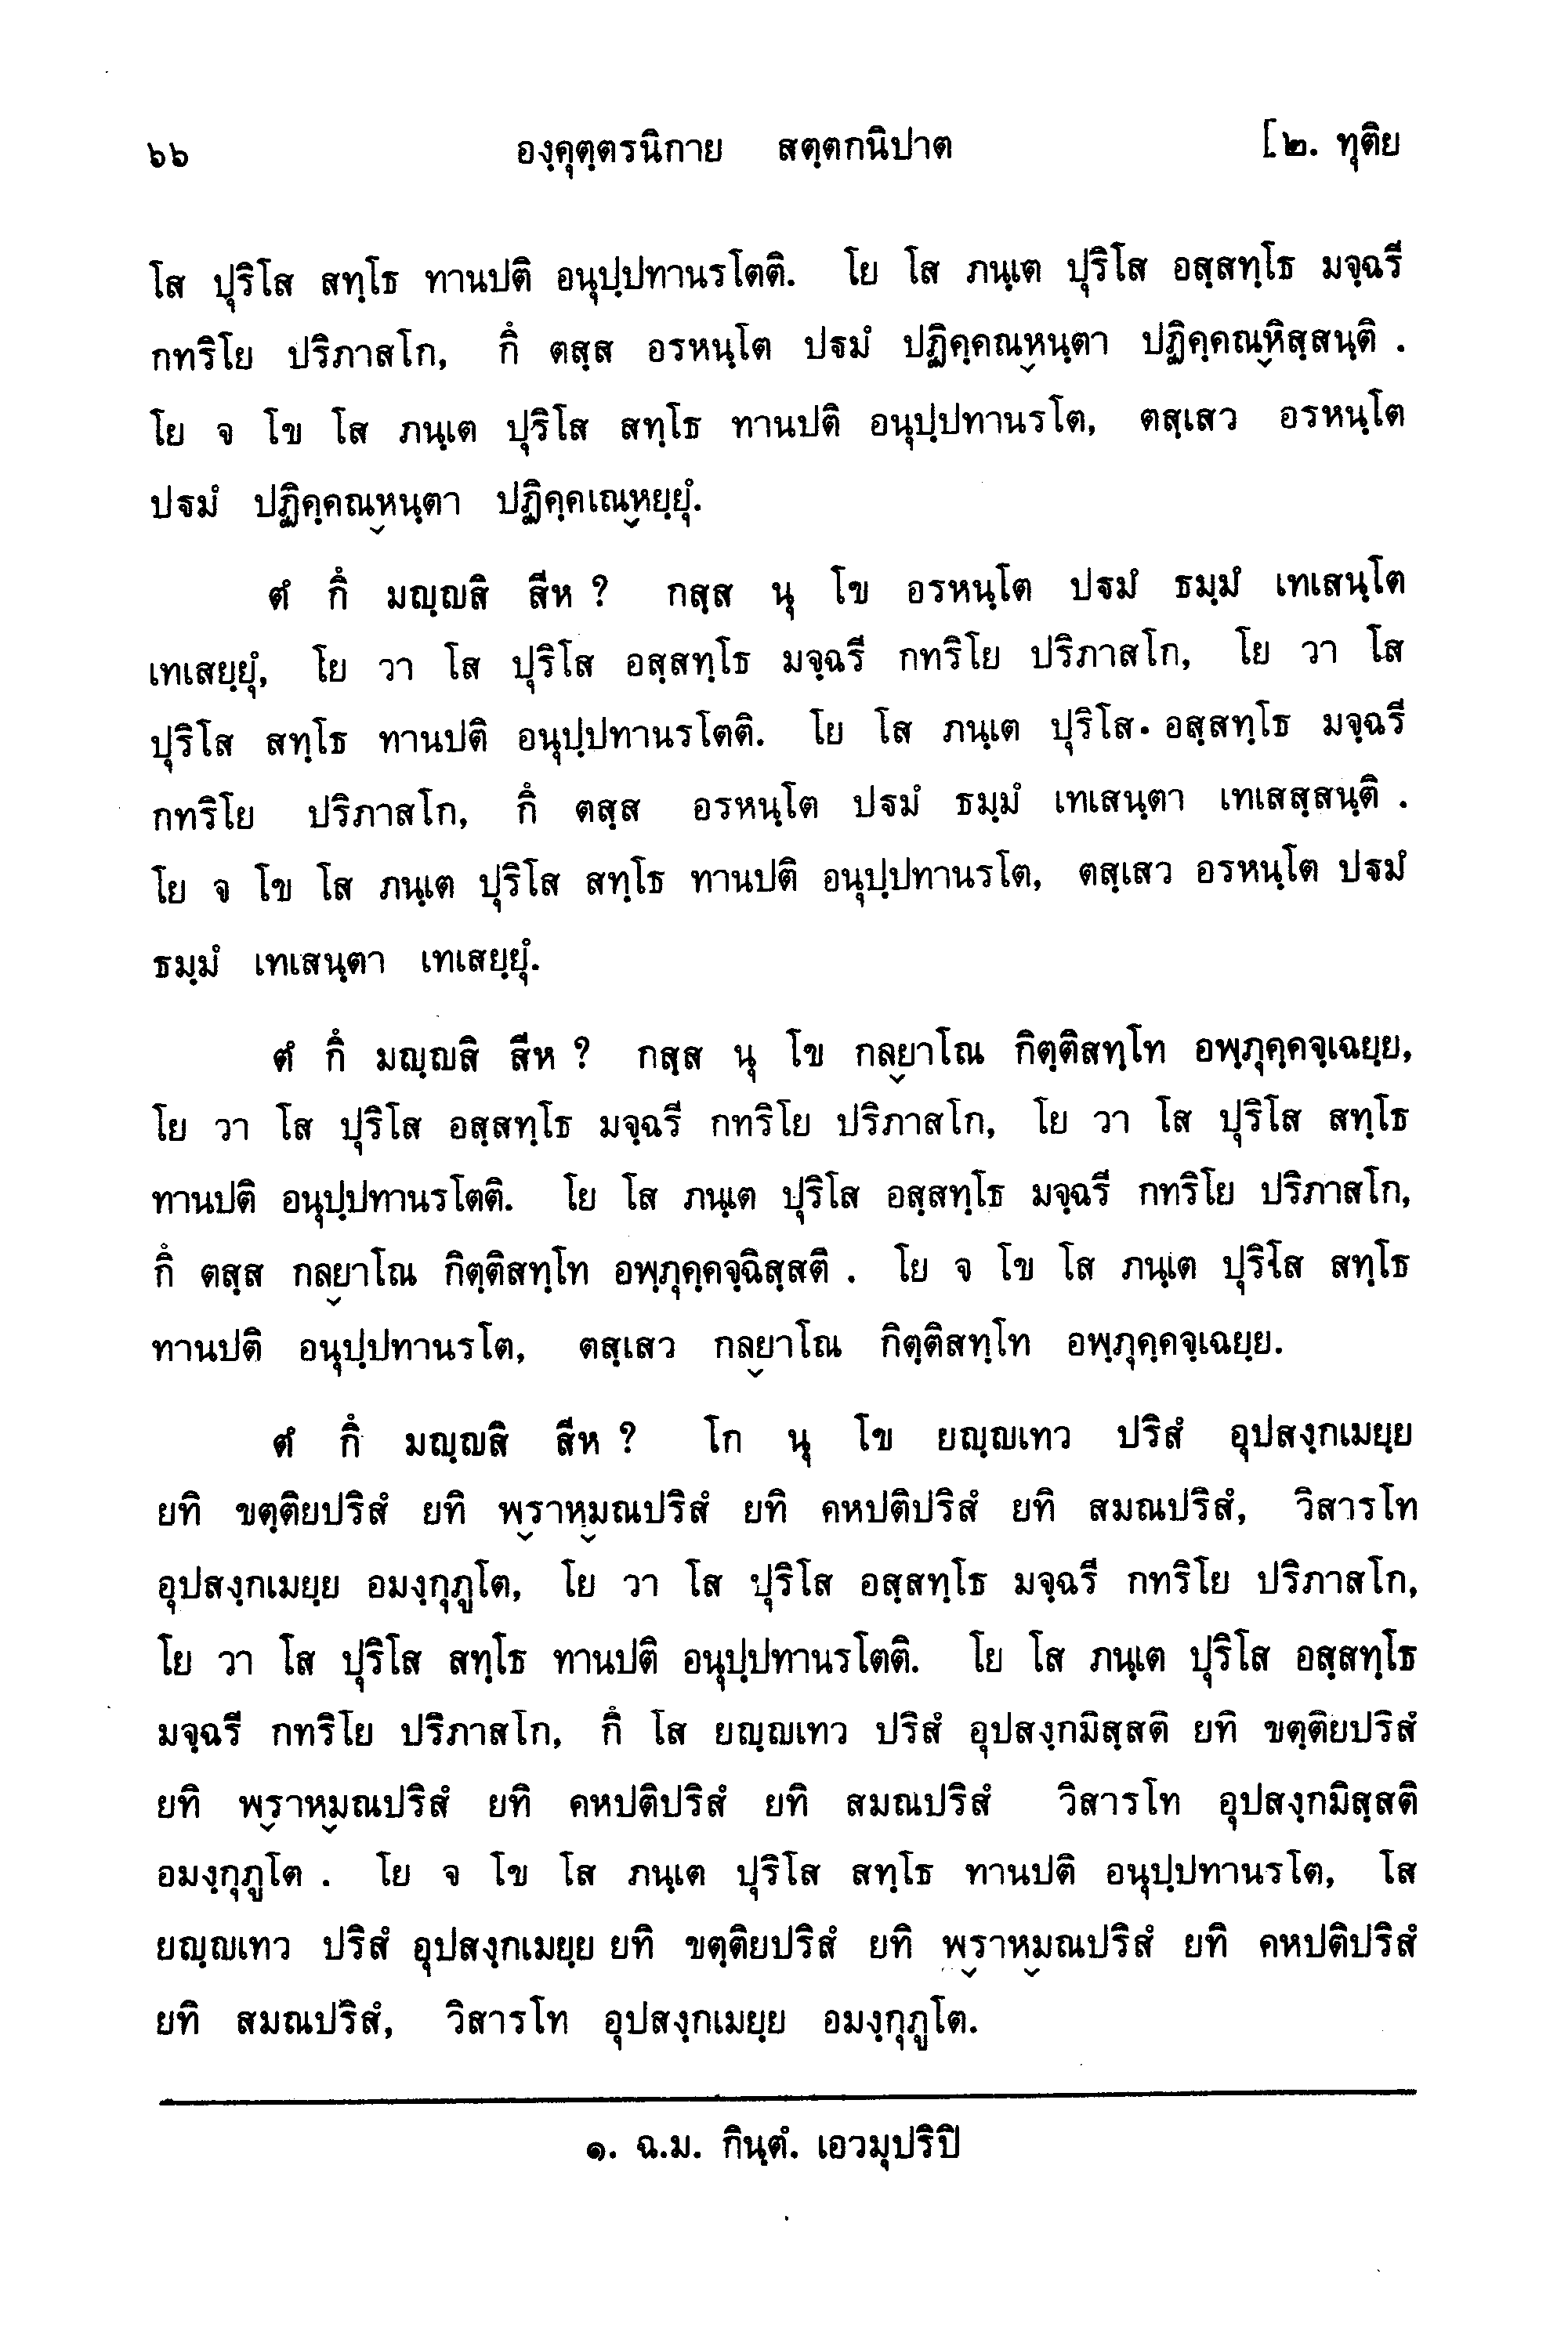 ๖๖ องฺคุตฺตรนิกาย สตฺตกนิปาต [๒. ทุติย
โส ปุริโส สทฺโธ ทานปติ อนุปฺปทานรโตติ. โย โส ภนฺเต ปุริโส อสฺสทฺโธ มจฺฉรี
กทริโย ปริภาสโก, กึ ตสฺส อรหนฺโต ปฐมํ ปฏิคฺคณฺหนฺตา ปฏิคฺคณฺหิสฺสนฺติ .
โย จ โข โส ภนฺเต ปุริโส สทฺโธ ทานปติ อนุปฺปทานรโต, ตสฺเสว อรหนฺโต
ปฐมํ ปฏิคฺคณฺหนฺตา ปฏิคฺคเณฺหยฺยุํ.
ตํ กึ มญฺญสิ สีห ? กสฺส นุ โข อรหนฺโต ปฐมํ ธมฺมํ เทเสนฺโต
เทเสยฺยุํ, โย วา โส ปุริโส อสฺสทฺโธ มจฺฉรี กทริโย ปริภาสโก, โย วา โส
ปุริโส สทฺโธ ทานปติ อนุปฺปทานรโตติ. โย โส ภนฺเต ปุริโส. อสฺสทฺโธ มจฺฉรี
กทริโย ปริภาสโก, กึ ตสฺส อรหนฺโต ปฐมํ ธมฺมํ เทเสนฺตา เทเสสฺสนฺติ .
โย จ โข โส ภนฺเต ปุริโส สทฺโธ ทานปติ อนุปฺปทานรโต, ตสฺเสว อรหนฺโต ปฐมํ
ธมฺมํ เทเสนฺตา เทเสยฺยุํ.
ตํ กึ มญฺญสิ สีห ? กสฺส นุ โข กลฺยาโณ กิตฺติสทฺโท อพฺภุคฺคจฺเฉยฺย,
โย วา โส ปุริโส อสฺสทฺโธ มจฺฉรี กทริโย ปริภาสโก, โย วา โส ปุริโส สทฺโธ
ทานปติ อนุปฺปทานรโตติ. โย โส ภนฺเต ปุริโส อสฺสทฺโธ มจฺฉรี กทริโย ปริภาสโก,
กึ ตสฺส กลฺยาโณ กิตฺติสทฺโท อพฺภุคฺคจฺฉิสฺสติ . โย จ โข โส ภนฺเต ปุริโส สทฺโธ
ทานปติ อนุปฺปทานรโต, ตสฺเสว กลฺยาโณ กิตฺติสทฺโท อพฺภุคฺคจฺเฉยฺย.
ตํ กึ มญฺญสิ สีห ? โก นุ โข ยญฺญเทว ปริสํ อุปสงฺกเมยฺย
ยทิ ขตฺติยปริสํ ยทิ พฺราหฺมณปริสํ ยทิ คหปติปริสํ ยทิ สมณปริสํ, วิสารโท
อุปสงฺกเมยฺย อมงฺกุภูโต, โย วา โส ปุริโส อสฺสทฺโธ มจฺฉรี กทริโย ปริภาสโก,
โย วา โส ปุริโส สทฺโธ ทานปติ อนุปฺปทานรโตติ. โย โส ภนฺเต ปุริโส อสฺสทฺโธ
มจฺฉรี กทริโย ปริภาสโก, กึ โส ยญฺญเทว ปริสํ อุปสงฺกมิสฺสติ ยทิ ขตฺติยปริสํ
ยทิ พฺราหฺมณปริสํ ยทิ คหปติปริสํ ยทิ สมณปริสํ วิสารโท อุปสงฺกมิสฺสติ
อมงฺกุภูโต . โย จ โข โส ภนฺเต ปุริโส สทฺโธ ทานปติ อนุปฺปทานรโต, โส
ยญฺญเทว ปริสํ อุปสงฺกเมยฺย ยทิ ขตฺติยปริสํ ยทิ พฺราหฺมณปริสํ ยทิ คหปติปริสํ
ยทิ สมณปริสํ, วิสารโท อุปสงฺกเมยฺย อมงฺกุภูโต.
๑. ฉ.ม. กินฺตํ. เอวมุปริปิ